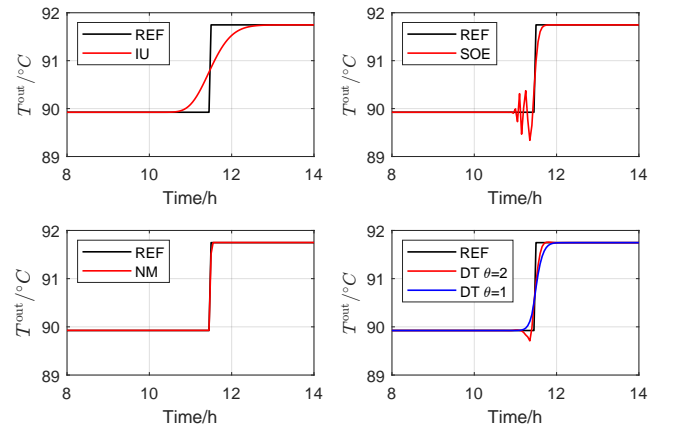 92
91
90
89
T^out/°C
REF
IU
8 10 12 14
Time/h
92
91
90
89
T^out/°C
REF
SOE
8 10 12 14
Time/h
92
91
90
89
T^out/°C
REF
NM
8 10 12 14
Time/h
92
91
90
89
T^out/°C
REF
DT θ=2
DT θ=1
8 10 12 14
Time/h